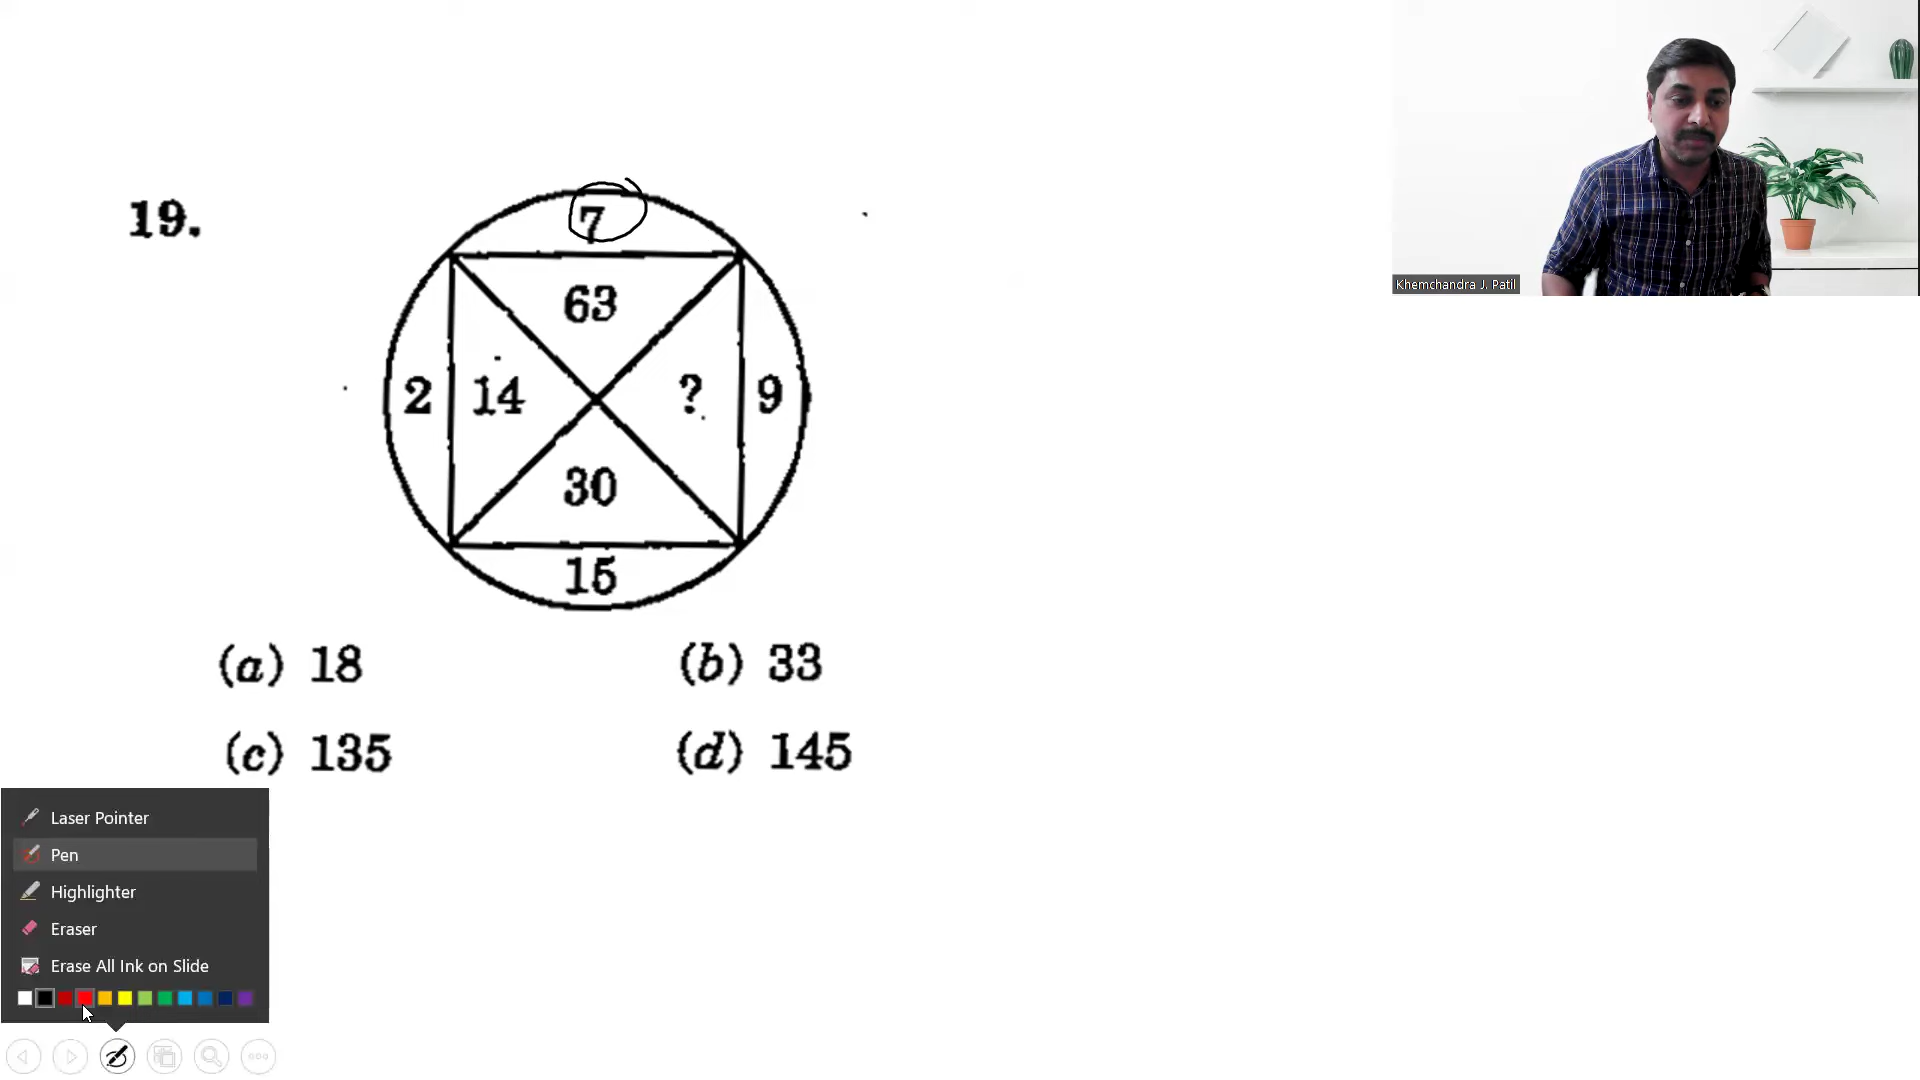 19.
7
63
2 14 ? 9
30
15
(a) 18 (b) 33
(c) 135 (d) 145
Khemchandra J. Patil
Laser Pointer
Pen
Highlighter
Eraser
Erase All Ink on Slide